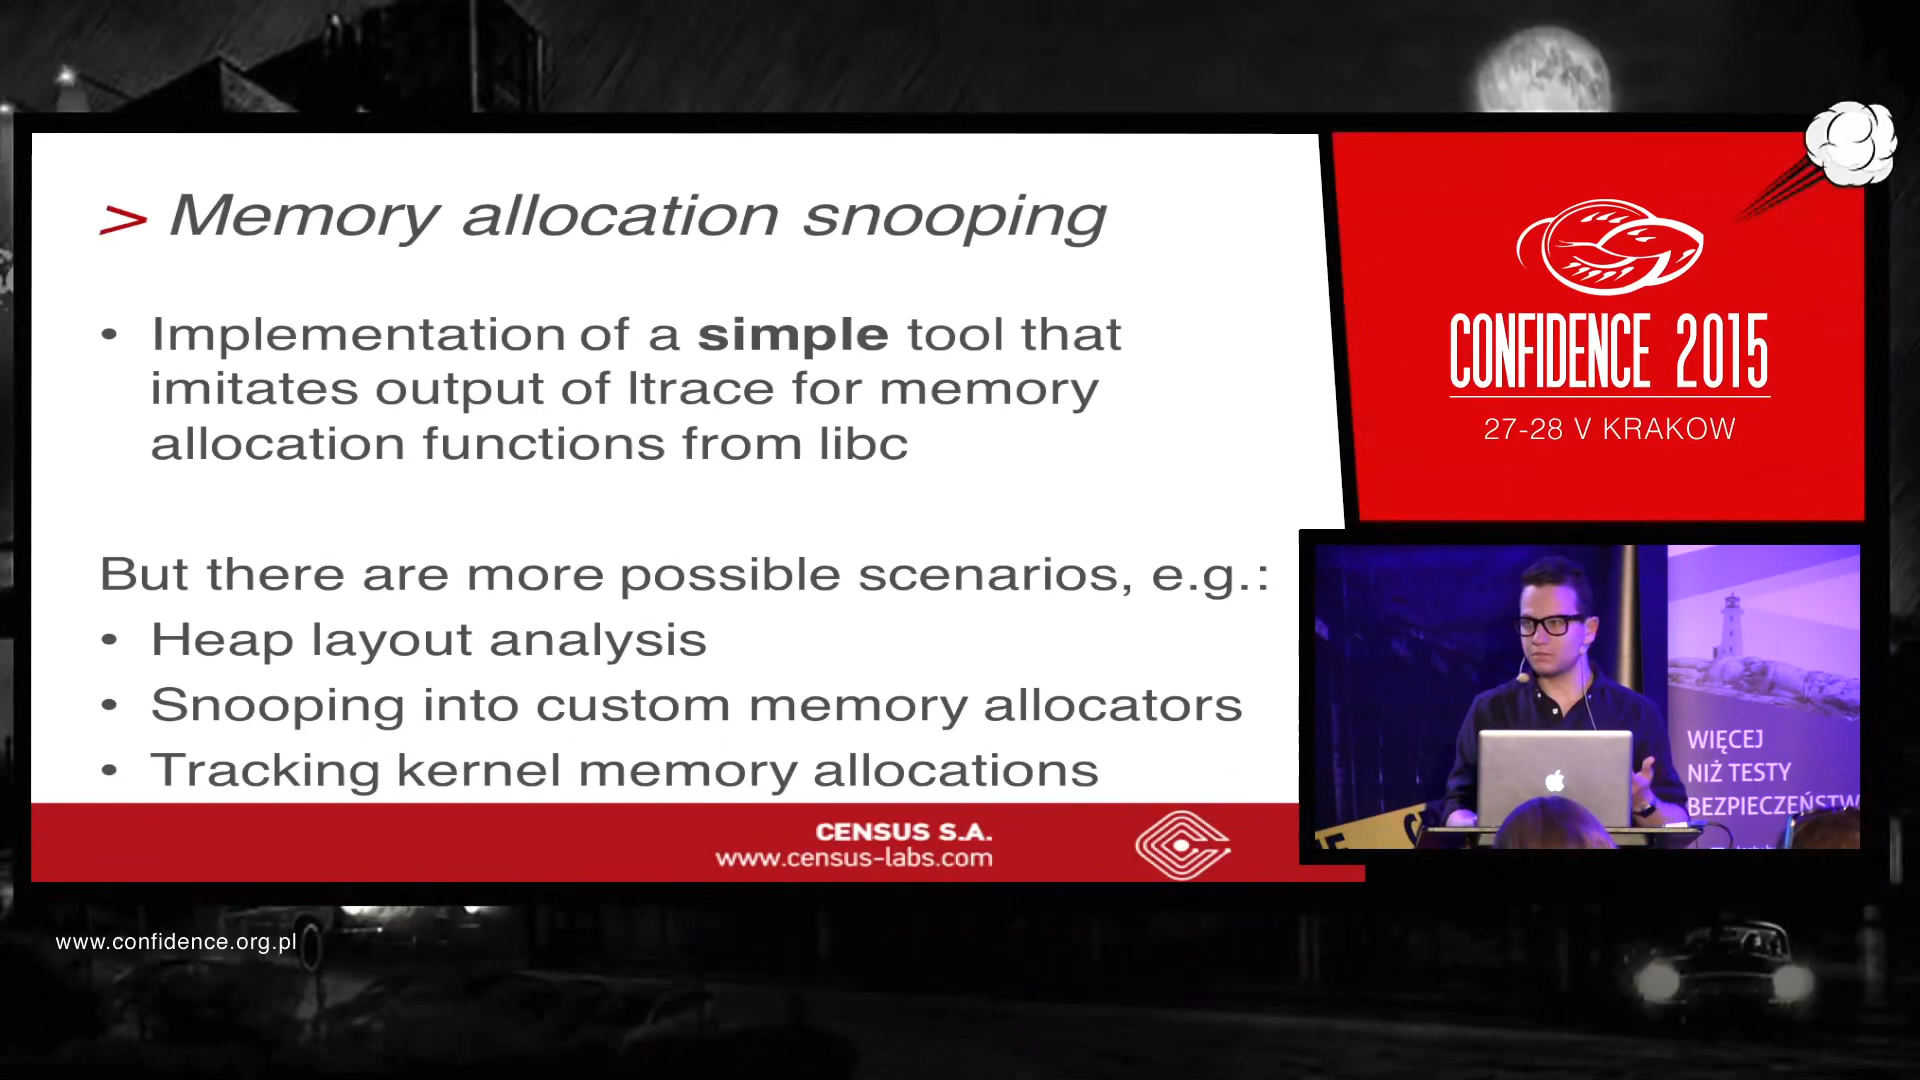 > Memory allocation snooping
• Implementation of a simple tool that
imitates output of ltrace for memory
allocation functions from libc
But there are more possible scenarios, e.g.:
• Heap layout analysis
• Snooping into custom memory allocators
• Tracking kernel memory allocations
CENSUS S.A.
www.census-labs.com
CONFIDENCE 2015
27-28 V KRAKOW
WIĘCEJ
NIŻ TESTY
BEZPIECZEŃSTW
www.confidence.org.pl